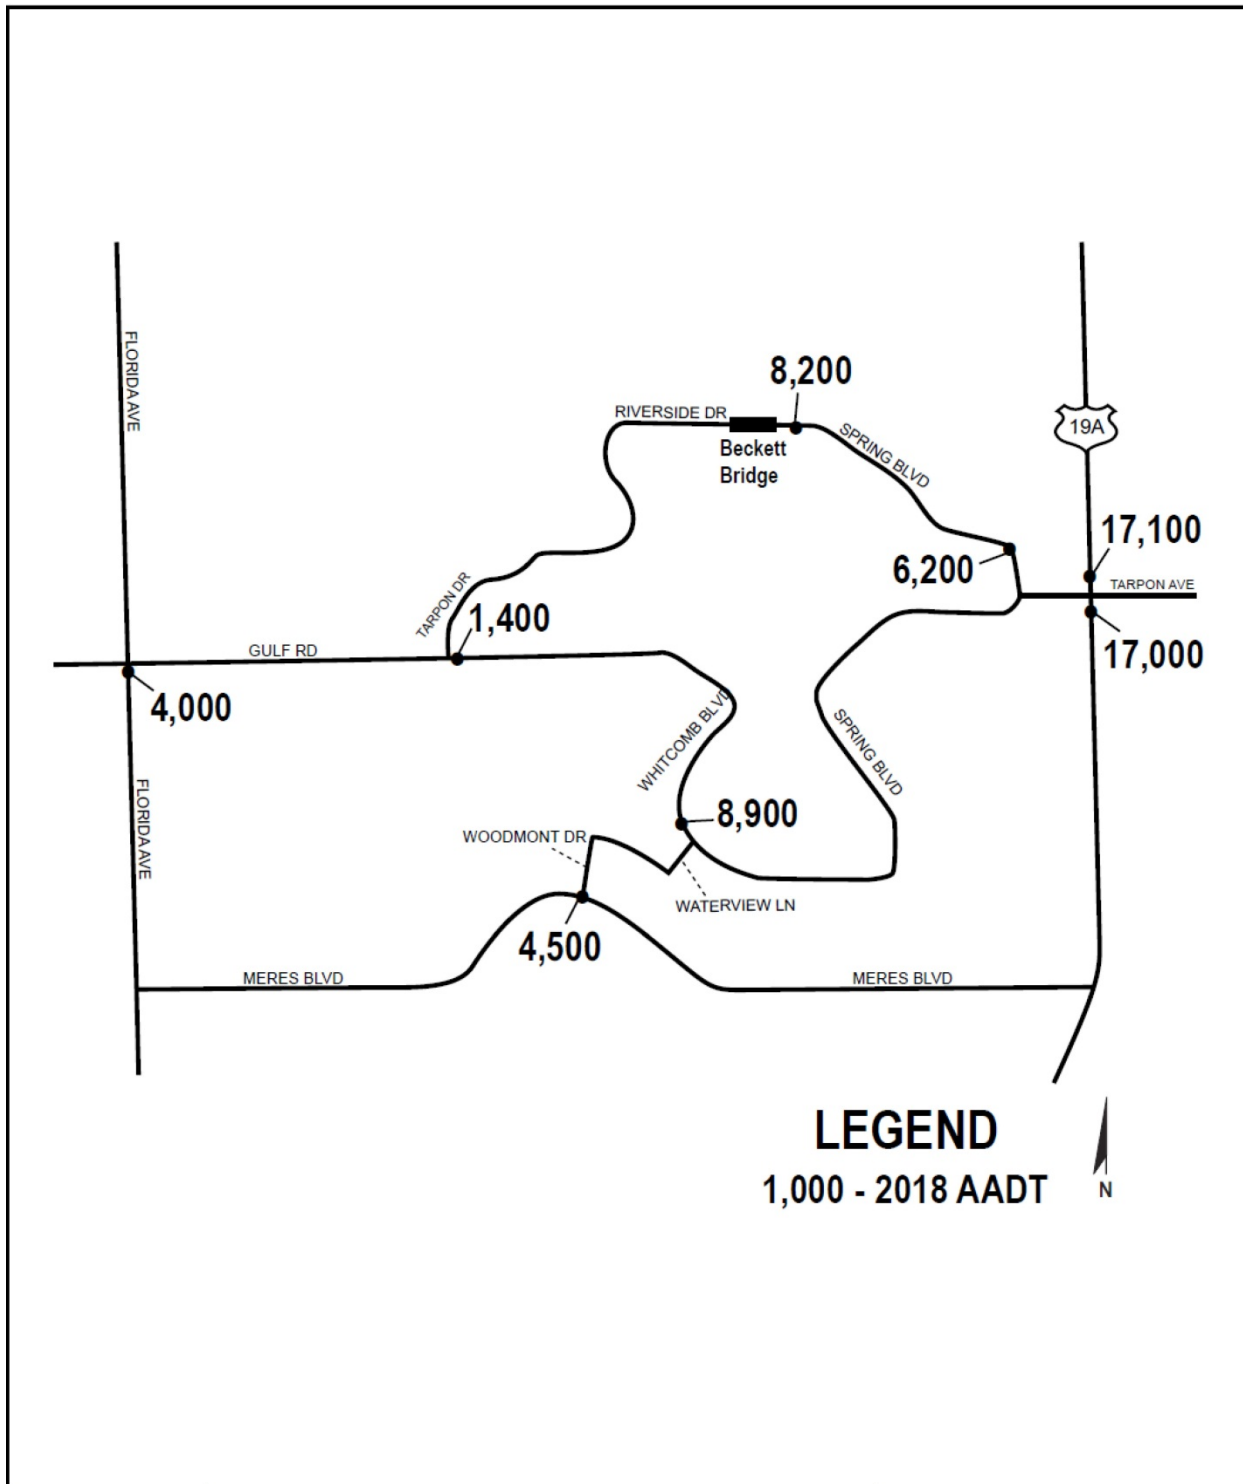 FLORIDA AVE
8,200
RIVERSIDE DR
Beckett
Bridge
SPRING BLVD
19A
17,100
6,200
TARPON AVE
TARPON DR
1,400
17,000
GULF RD
4,000
WHITCOMB BLVD
SPRING BLVD
FLORIDA AVE
8,900
WOODMONT DR
WATERVIEW LN
4,500
MERES BLVD
MERES BLVD
LEGEND
1,000 - 2018 AADT
N